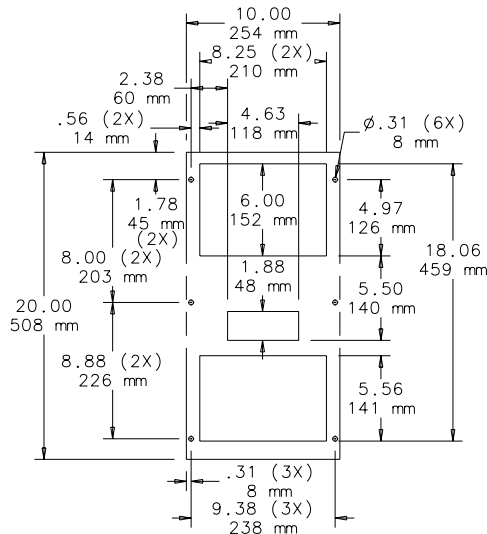 10.00
254 mm
8.25 (2X)
210 mm
2.38
60 mm
.56 (2X)
14 mm
4.63
118 mm
Ø.31 (6X)
8 mm
1.78
45 mm
(2X)
6.00
152 mm
4.97
126 mm
8.00 (2X)
203 mm
1.88
48 mm
18.06
459 mm
20.00
508 mm
5.50
140 mm
8.88 (2X)
226 mm
5.56
141 mm
.31 (3X)
8 mm
9.38 (3X)
238 mm